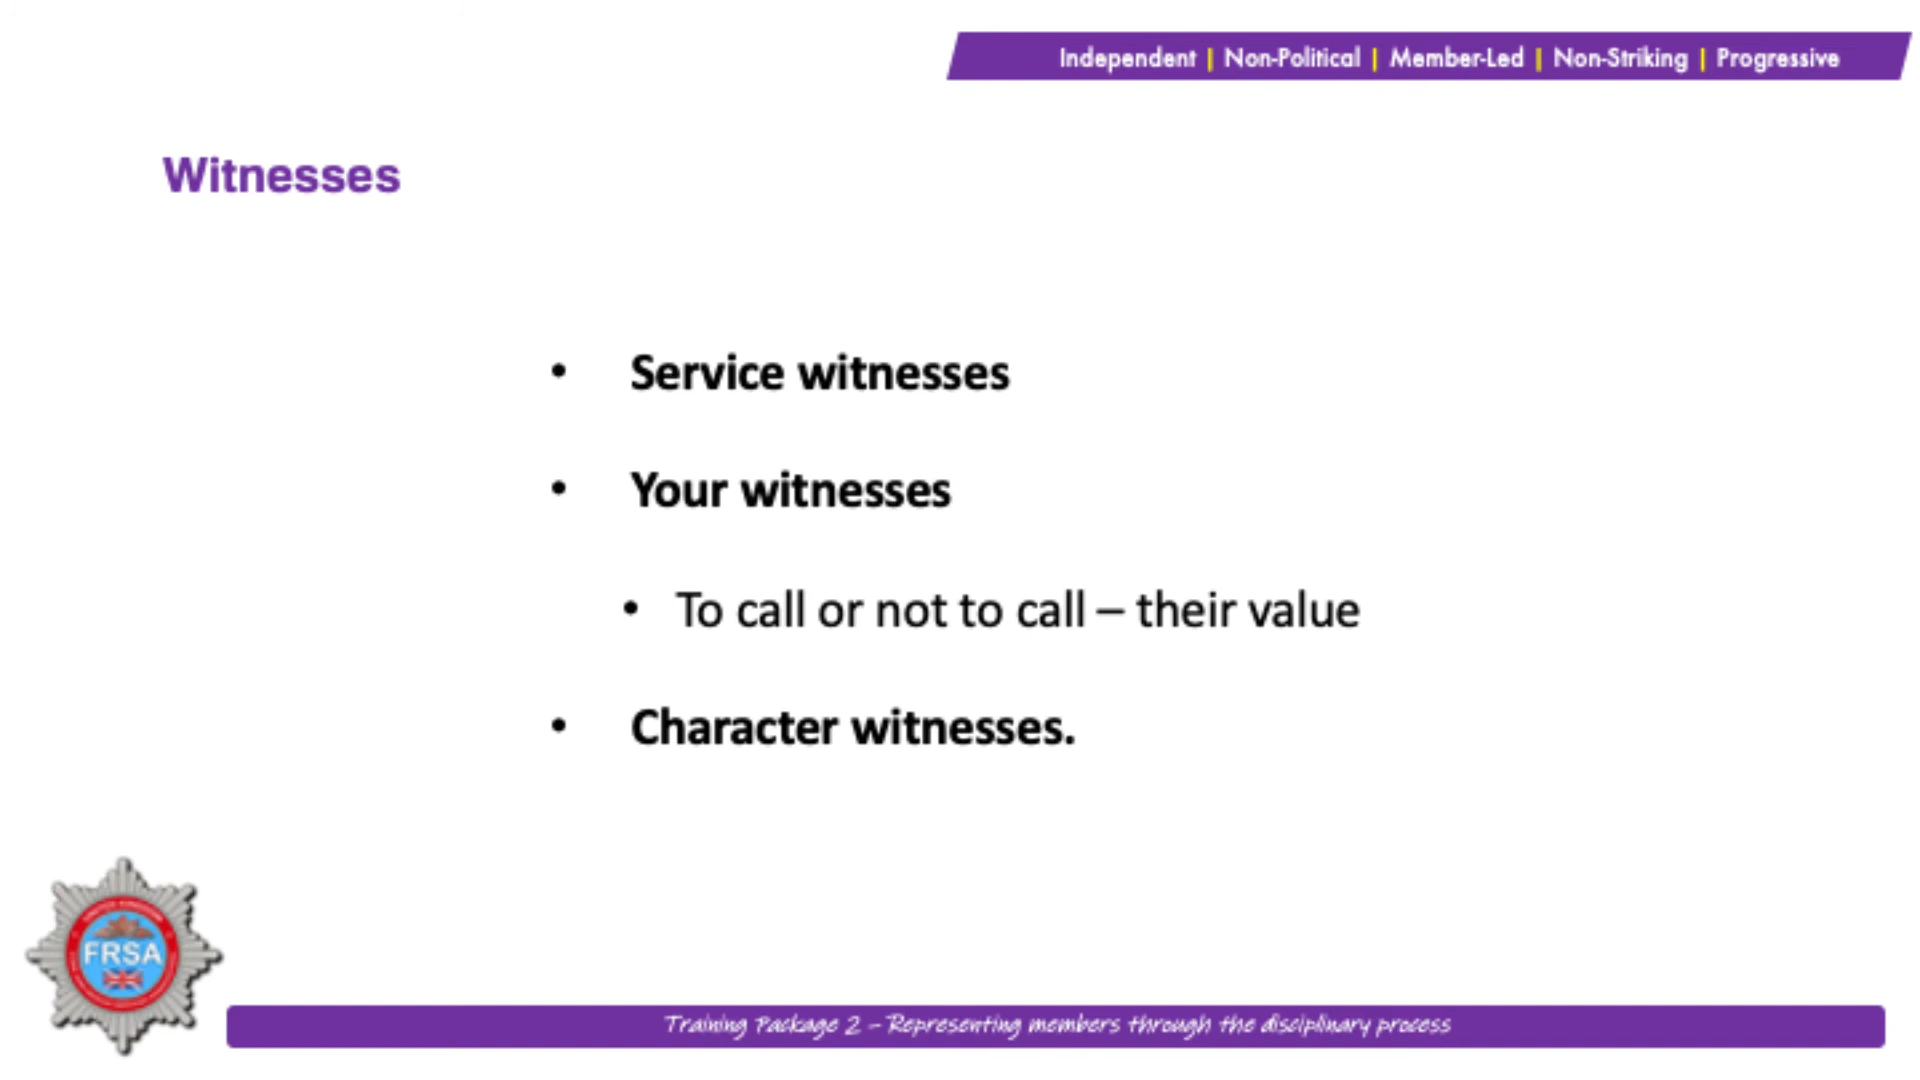 Independent | Non-Political | Member-Led | Non-Striking | Progressive
Witnesses
• Service witnesses
• Your witnesses
• To call or not to call – their value
• Character witnesses.
FRSA
Training Package 2 – Representing members through the disciplinary process